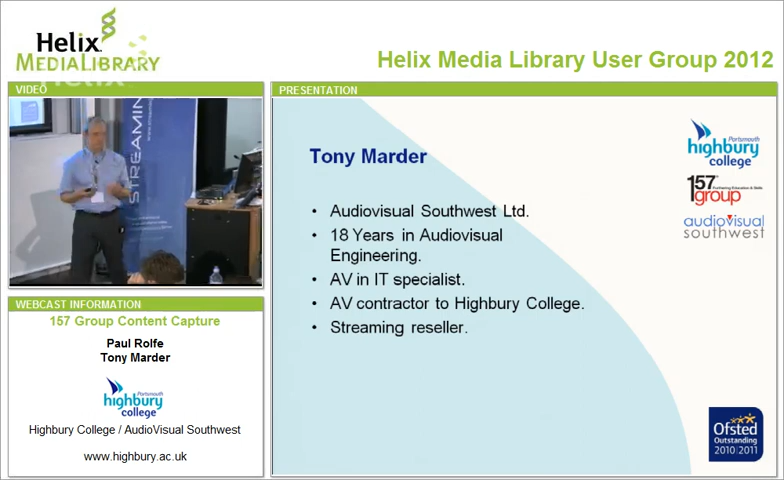 Helix
MEDIALIBRARY
Helix Media Library User Group 2012
VIDEO
STREAMIN
WEBCAST INFORMATION
157 Group Content Capture
Paul Rolfe
Tony Marder
Portsmouth
highbury
college
Highbury College / AudioVisual Southwest
www.highbury.ac.uk
PRESENTATION
Tony Marder
• Audiovisual Southwest Ltd.
• 18 Years in Audiovisual
Engineering.
• AV in IT specialist.
• AV contractor to Highbury College.
• Streaming reseller.
Portsmouth
highbury
college
157
group
audiovisual
southwest
Ofsted
Outstanding
2010|2011